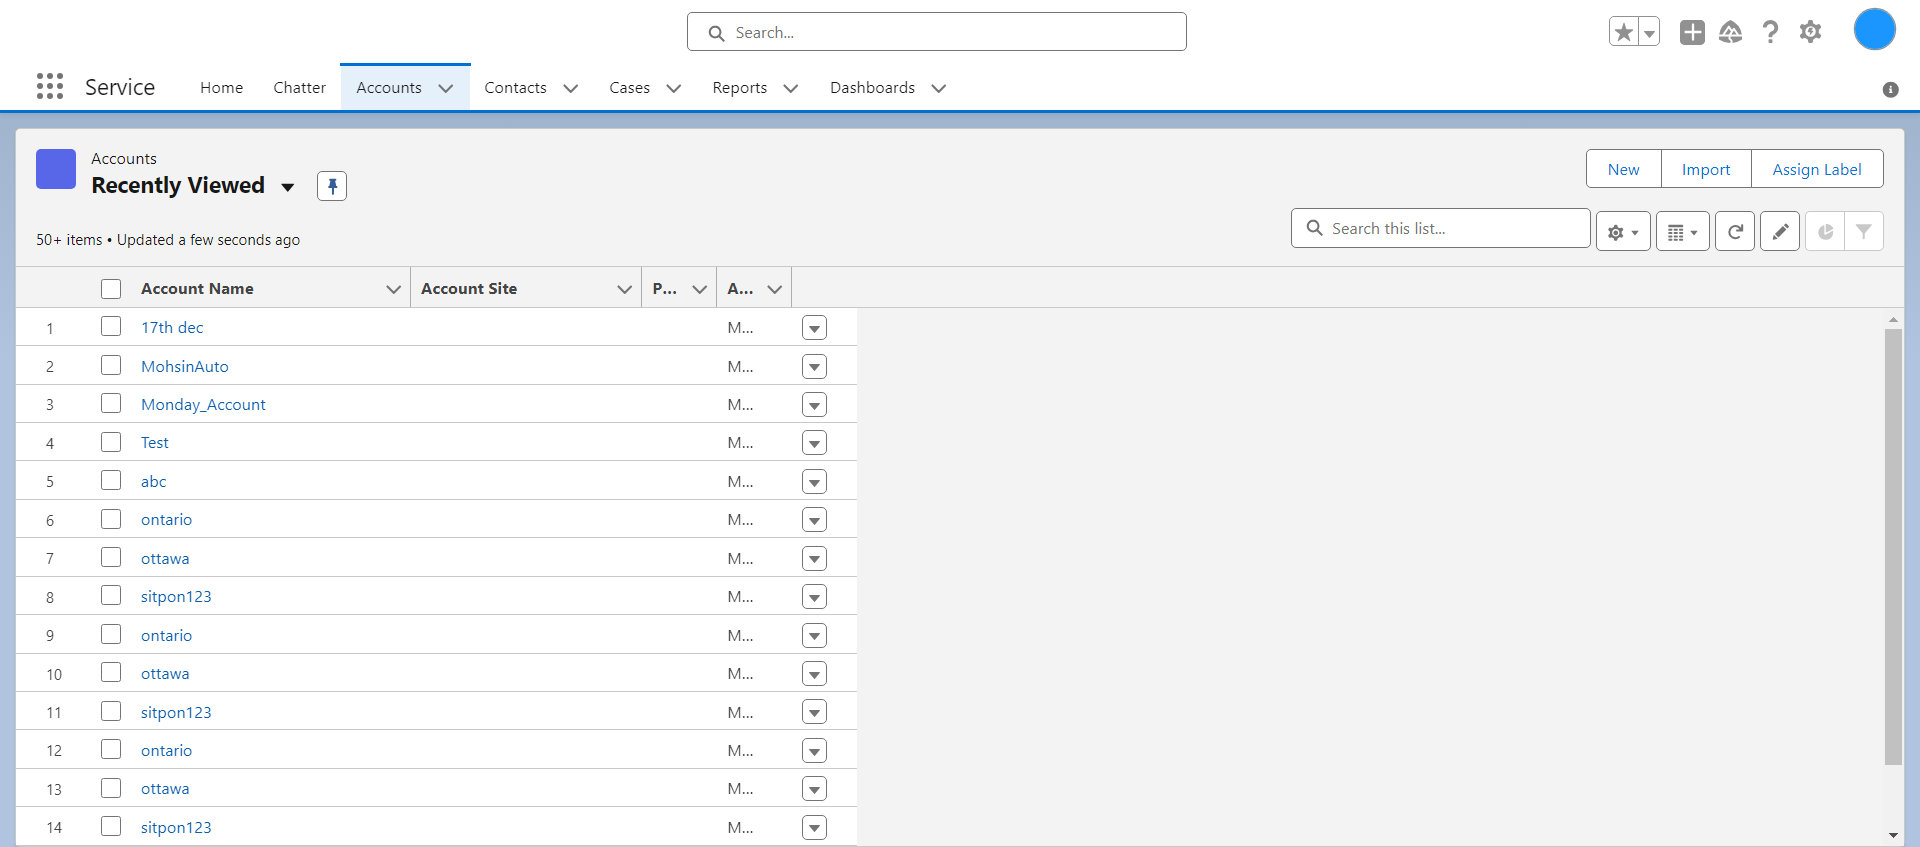 Search...
Service
Home
Chatter
Accounts
Contacts
Cases
Reports
Dashboards
Accounts
Recently Viewed
New
Import
Assign Label
50+ items • Updated a few seconds ago
Search this list...
Account Name
Account Site
P...
A...
1 17th dec M...
2 MohsinAuto M...
3 Monday_Account M...
4 Test M...
5 abc M...
6 ontario M...
7 ottawa M...
8 sitpon123 M...
9 ontario M...
10 ottawa M...
11 sitpon123 M...
12 ontario M...
13 ottawa M...
14 sitpon123 M...